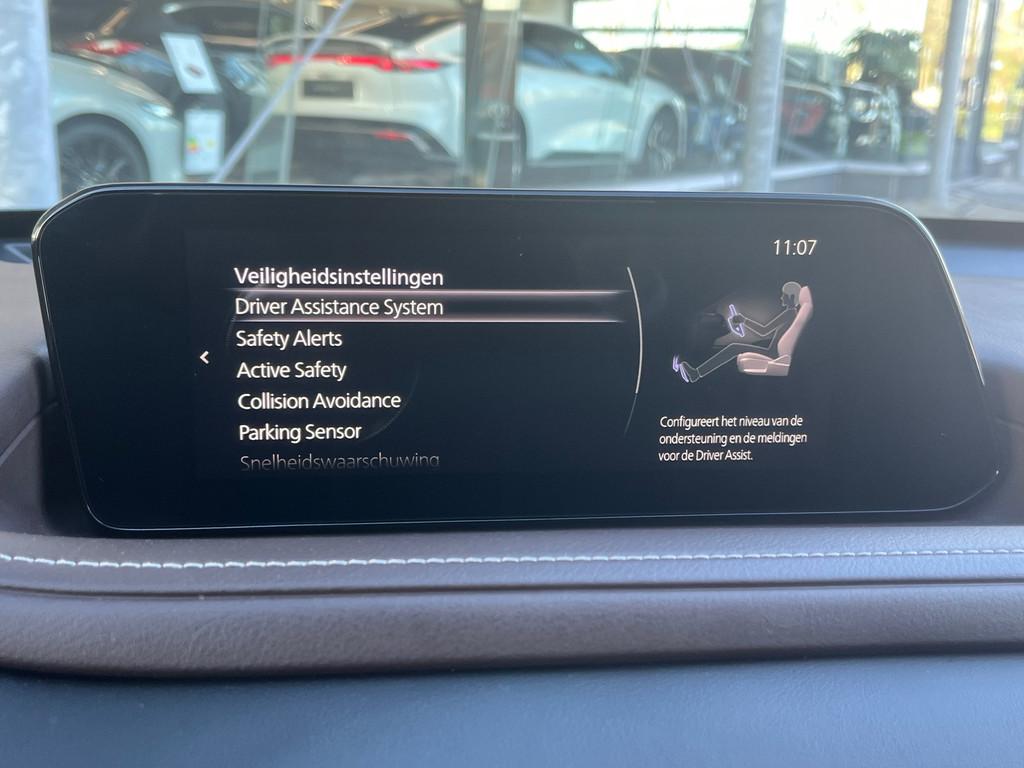 11:07
Veiligheidsinstellingen
Driver Assistance System
Safety Alerts
Active Safety
Collision Avoidance
Parking Sensor
Snelheidswaarschuwing
Configureert het niveau van de
ondersteuning en de meldingen
voor de Driver Assist.